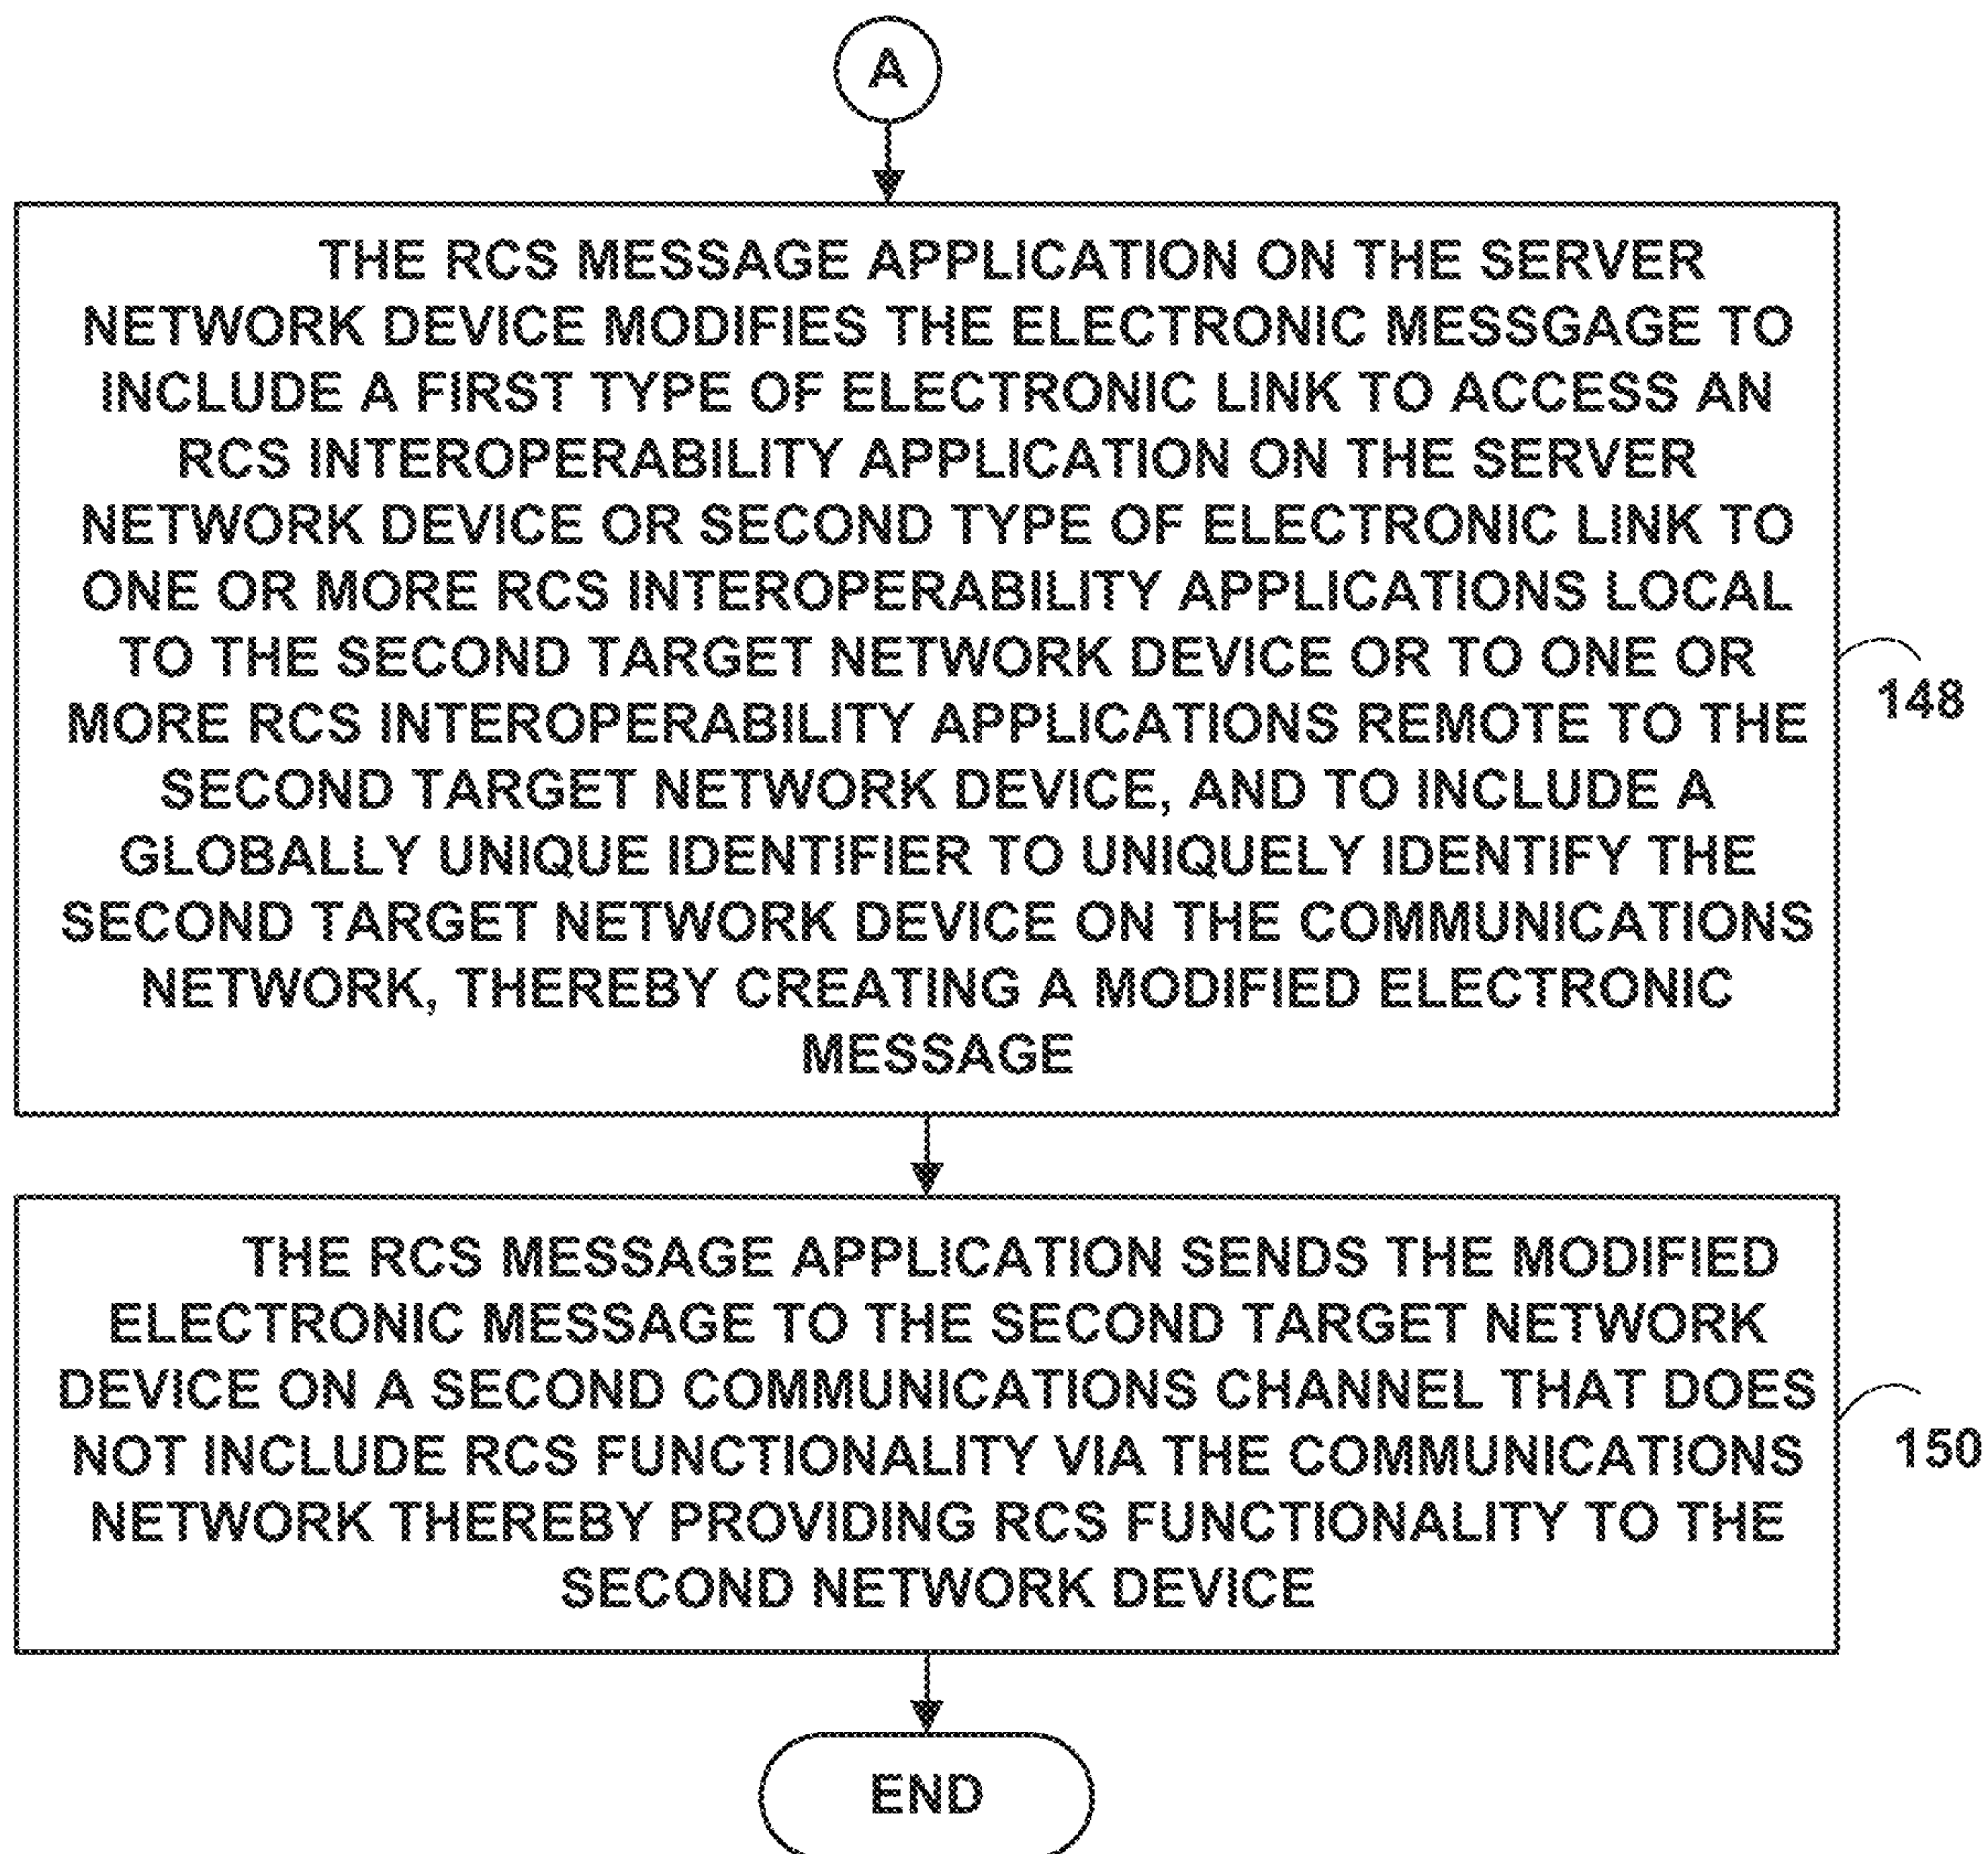 A
THE RCS MESSAGE APPLICATION ON THE SERVER
NETWORK DEVICE MODIFIES THE ELECTRONIC MESSGAGE TO
INCLUDE A FIRST TYPE OF ELECTRONIC LINK TO ACCESS AN
RCS INTEROPERABILITY APPLICATION ON THE SERVER
NETWORK DEVICE OR SECOND TYPE OF ELECTRONIC LINK TO
ONE OR MORE RCS INTEROPERABILITY APPLICATIONS LOCAL
TO THE SECOND TARGET NETWORK DEVICE OR TO ONE OR
MORE RCS INTEROPERABILITY APPLICATIONS REMOTE TO THE
SECOND TARGET NETWORK DEVICE, AND TO INCLUDE A
GLOBALLY UNIQUE IDENTIFIER TO UNIQUELY IDENTIFY THE
SECOND TARGET NETWORK DEVICE ON THE COMMUNICATIONS
NETWORK, THEREBY CREATING A MODIFIED ELECTRONIC
MESSAGE
148
THE RCS MESSAGE APPLICATION SENDS THE MODIFIED
ELECTRONIC MESSAGE TO THE SECOND TARGET NETWORK
DEVICE ON A SECOND COMMUNICATIONS CHANNEL THAT DOES
NOT INCLUDE RCS FUNCTIONALITY VIA THE COMMUNICATIONS
NETWORK THEREBY PROVIDING RCS FUNCTIONALITY TO THE
SECOND NETWORK DEVICE
150
END